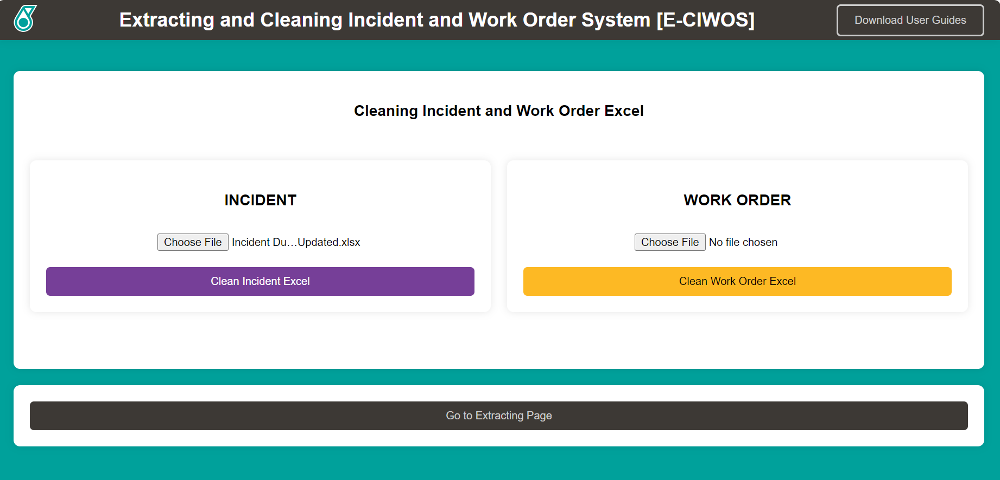 Extracting and Cleaning Incident and Work Order System [E-CIWOS]
Download User Guides
Cleaning Incident and Work Order Excel
INCIDENT
Choose File Incident Du…Updated.xlsx
Clean Incident Excel
WORK ORDER
Choose File No file chosen
Clean Work Order Excel
Go to Extracting Page